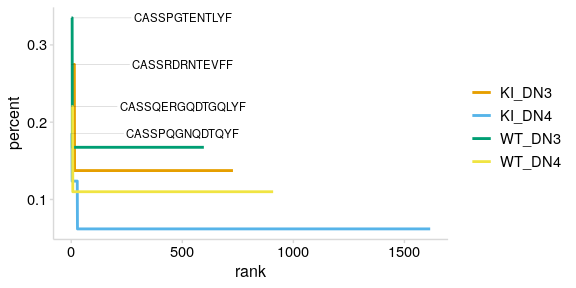 CASSPGTENTLYF
0.3
CASSRDRNTEVFF
KI_DN3
CASSQERGQDTGQLYF
KI_DN4
percent
0.2
CASSPQGNQDTQYF
WT_DN3
WT_DN4
0.1
0
500
1000
1500
rank